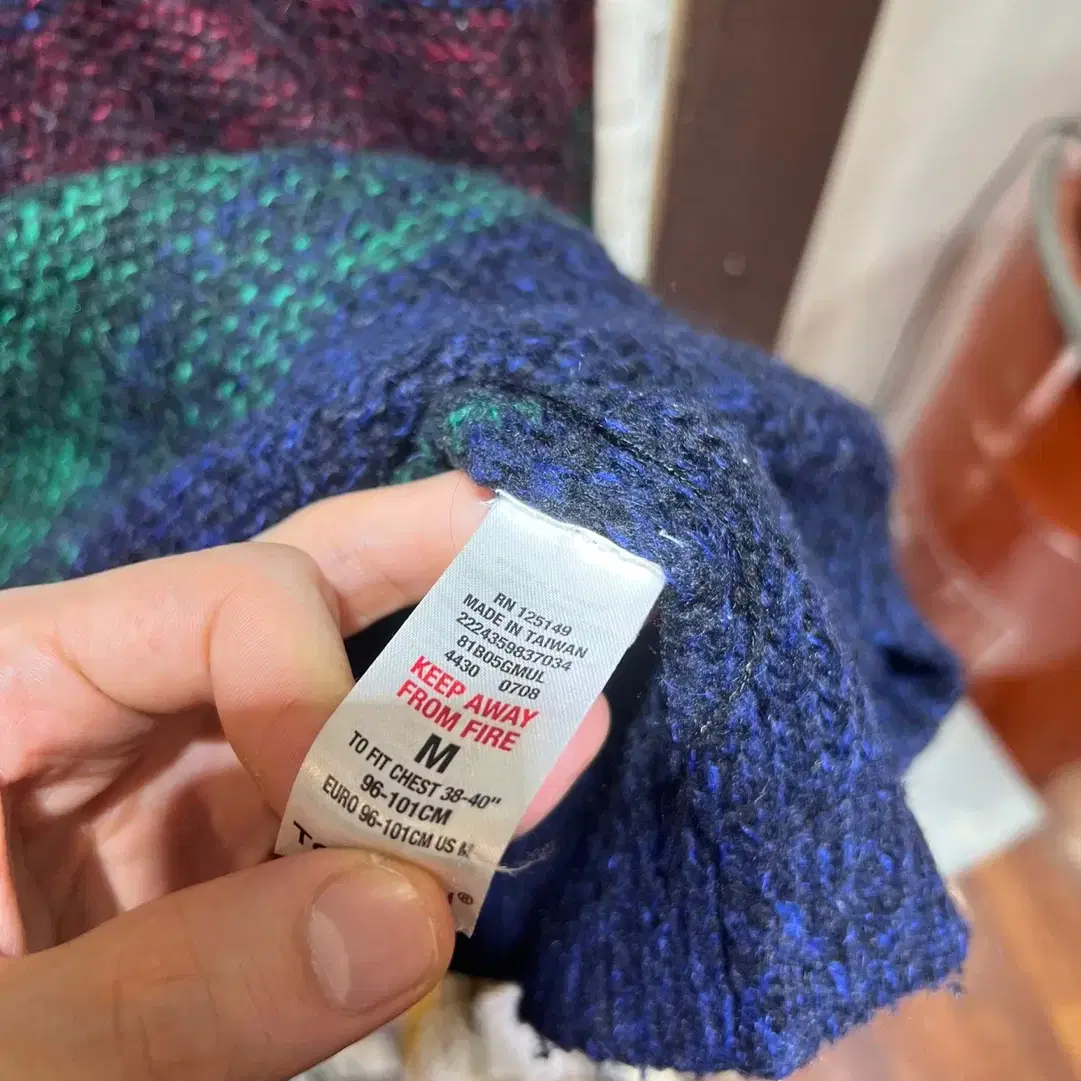 RN 125149
MADE IN TAIWAN
2224359837034
81B05GMUL
4430 0708
KEEP AWAY
FROM FIRE
M
TO FIT CHEST 38-40"
96-101CM
EURO 96-101CM US M